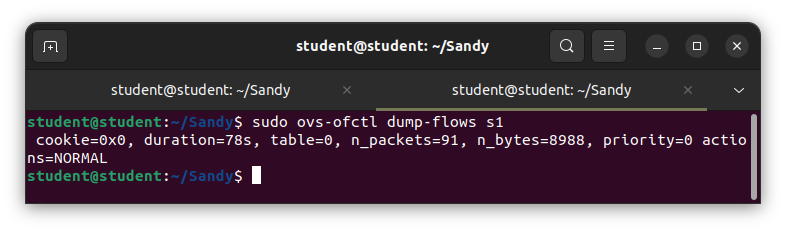 student@student: ~/Sandy
student@student: ~/Sandy
student@student: ~/Sandy
student@student:~/Sandy$ sudo ovs-ofctl dump-flows s1
 cookie=0x0, duration=78s, table=0, n_packets=91, n_bytes=8988, priority=0 actio
ns=NORMAL
student@student:~/Sandy$